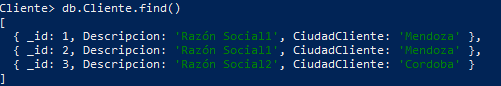 Cliente> db.Cliente.find()
[
  { _id: 1, Descripcion: 'Razón Social1', CiudadCliente: 'Mendoza' },
  { _id: 2, Descripcion: 'Razón Social1', CiudadCliente: 'Mendoza' },
  { _id: 3, Descripcion: 'Razón Social2', CiudadCliente: 'Cordoba' }
]